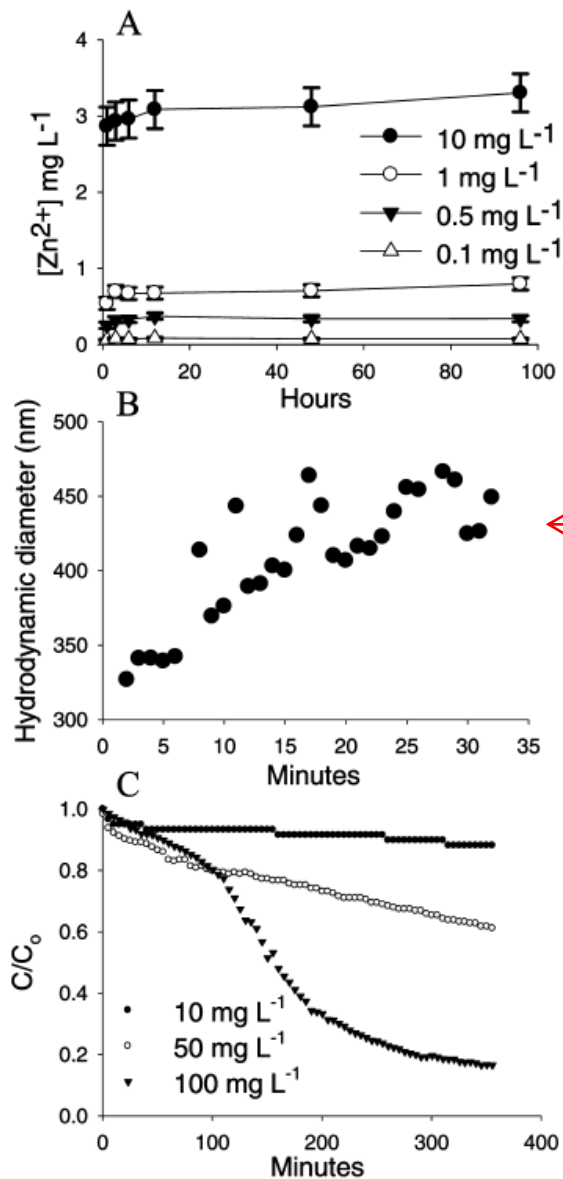 A
[Zn²⁺] mg L⁻¹
4
3
2
1
0
10 mg L⁻¹
1 mg L⁻¹
0.5 mg L⁻¹
0.1 mg L⁻¹
0 20 40 60 80 100
Hours
B
Hydrodynamic diameter (nm)
500
450
400
350
300
0 5 10 15 20 25 30 35
Minutes
C
C/Cₒ
1.0
0.8
0.6
0.4
0.2
0.0
10 mg L⁻¹
50 mg L⁻¹
100 mg L⁻¹
0 100 200 300 400
Minutes